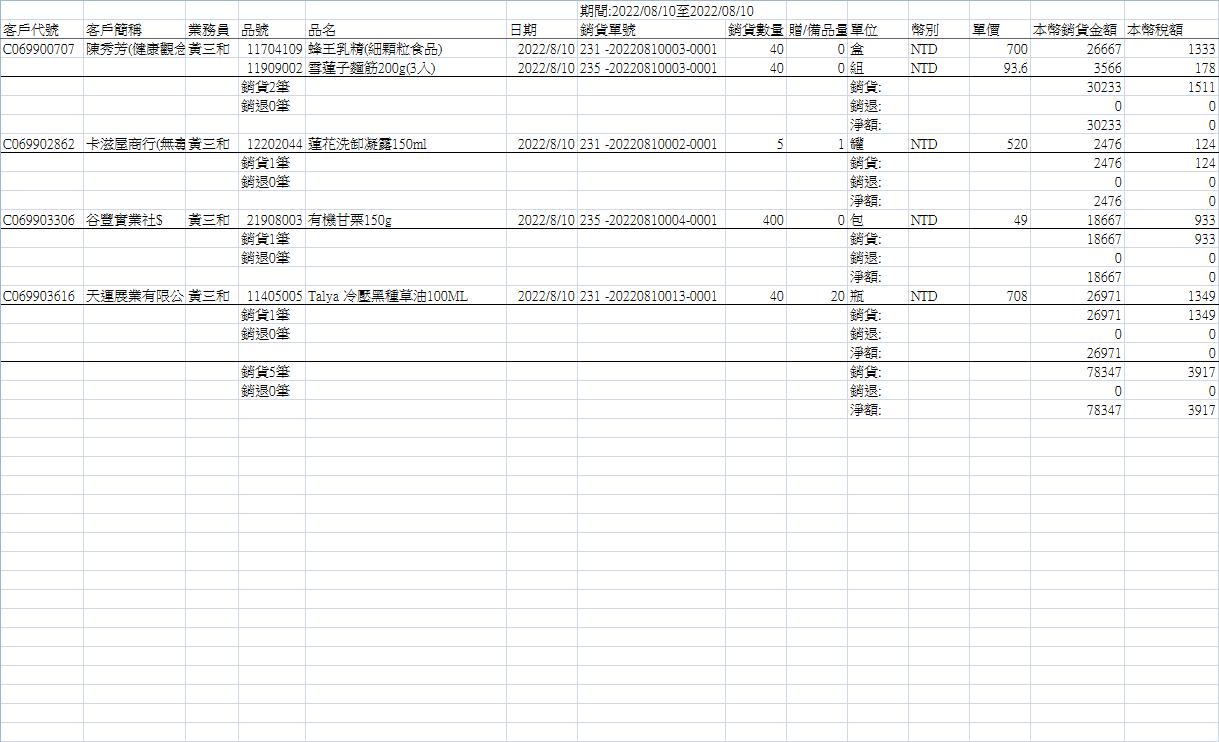 期間:2022/08/10至2022/08/10
客戶代號 客戶簡稱 業務員 品號 品名 日期 銷貨單號 銷貨數量 贈/備品量 單位 幣別 單價 本幣銷貨金額 本幣稅額
C069900707 陳秀芳(健康觀念 黃三和 11704109 蜂王乳精(細顆粒食品) 2022/8/10 231 -20220810003-0001 40 0 盒 NTD 700 26667 1333
11909002 雪蓮子麵筋200g(3入) 2022/8/10 235 -20220810003-0001 40 0 組 NTD 93.6 3566 178
銷貨2筆 銷貨: 30233 1511
銷退0筆 銷退: 0 0
淨額: 30233 0
C069902862 卡滋屋商行(無毒 黃三和 12202044 蓮花洗卸凝露150ml 2022/8/10 231 -20220810002-0001 5 1 罐 NTD 520 2476 124
銷貨1筆 銷貨: 2476 124
銷退0筆 銷退: 0 0
淨額: 2476 0
C069903306 谷豐實業社$ 黃三和 21908003 有機甘栗150g 2022/8/10 235 -20220810004-0001 400 0 包 NTD 49 18667 933
銷貨1筆 銷貨: 18667 933
銷退0筆 銷退: 0 0
淨額: 18667 0
C069903616 天運展業有限公 黃三和 11405005 Talya 冷壓黑種草油100ML 2022/8/10 231 -20220810013-0001 40 20 瓶 NTD 708 26971 1349
銷貨1筆 銷貨: 26971 1349
銷退0筆 銷退: 0 0
淨額: 26971 0
銷貨5筆 銷貨: 78347 3917
銷退0筆 銷退: 0 0
淨額: 78347 3917